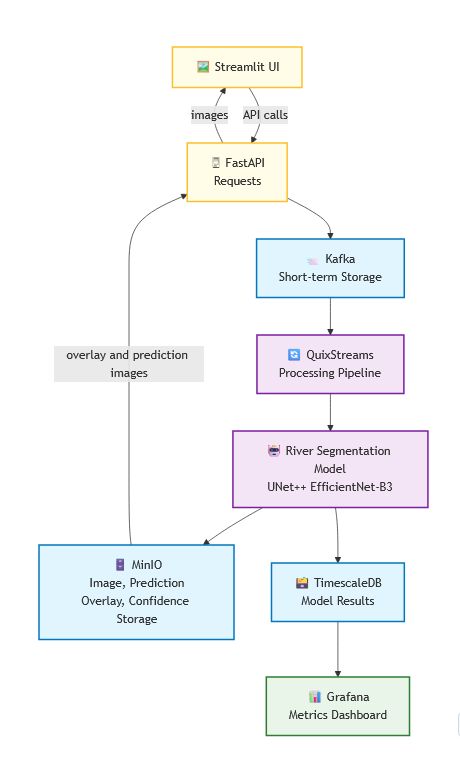 Streamlit UI
images
API calls
FastAPI
Requests
Kafka
Short-term Storage
QuixStreams
Processing Pipeline
overlay and prediction
images
River Segmentation
Model
UNet++ EfficientNet-B3
MinIO
Image, Prediction
Overlay, Confidence
Storage
TimescaleDB
Model Results
Grafana
Metrics Dashboard